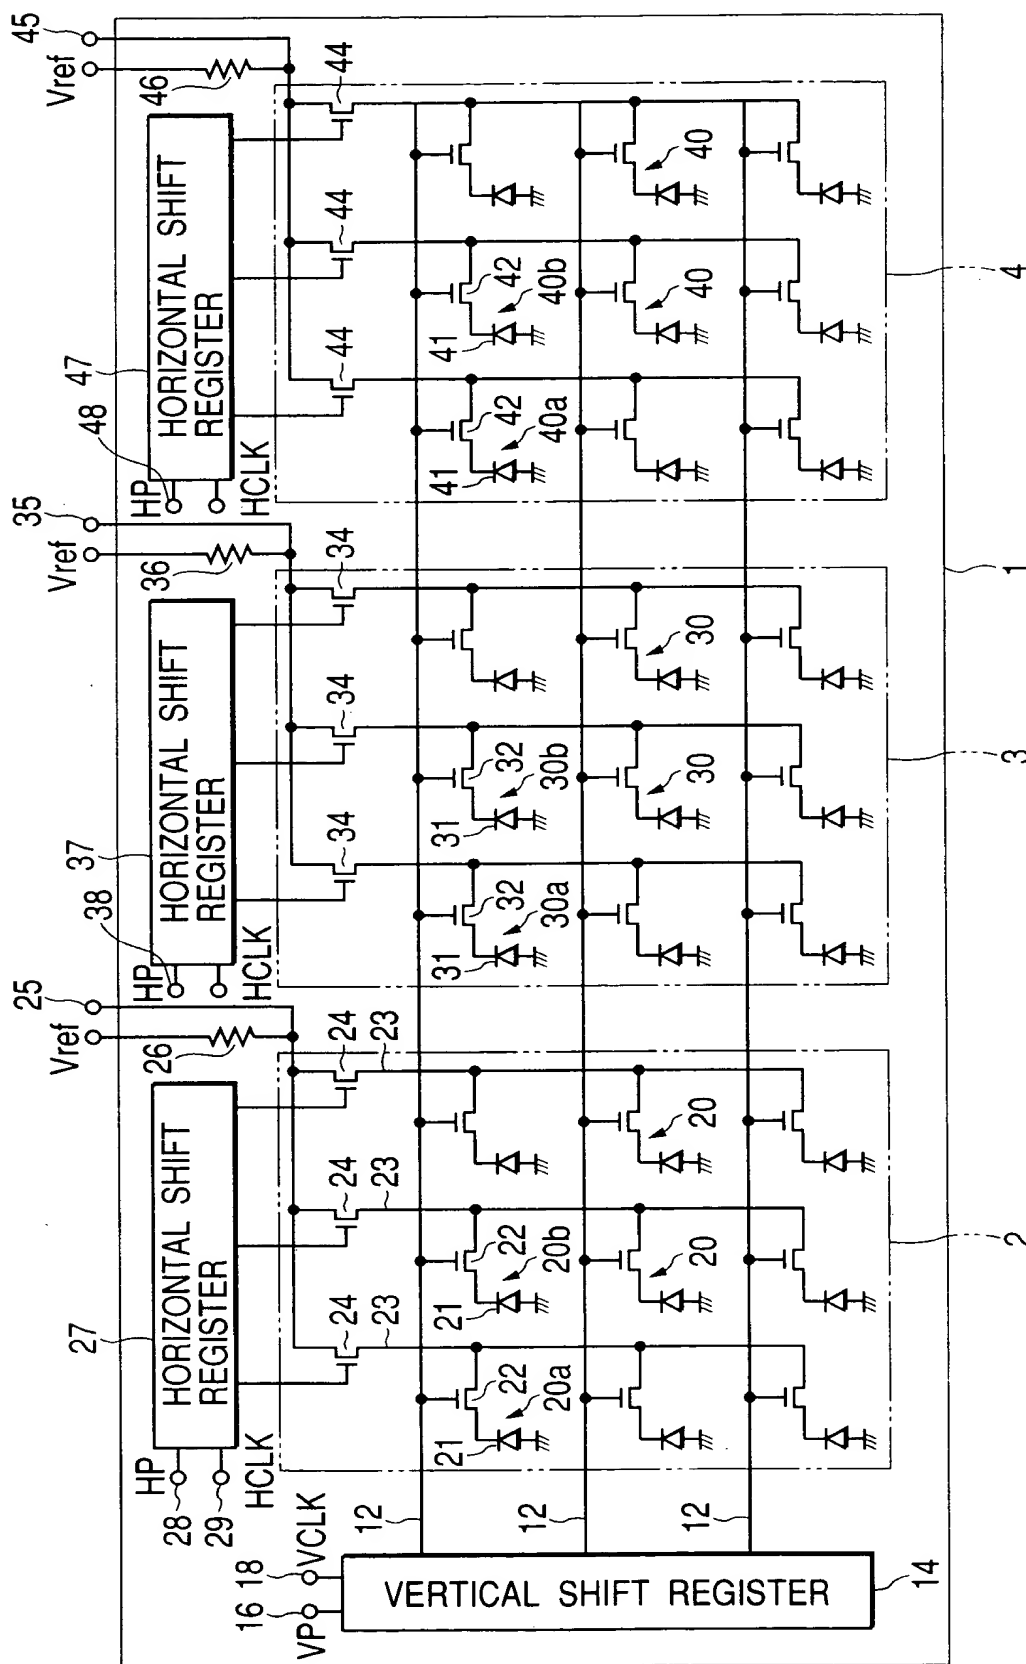 45
Vref
46
44
44
44
47
HORIZONTAL SHIFT
REGISTER
48
HP
HCLK
42
40b
41
42
40a
41
40
40
4
35
Vref
36
34
34
34
37
HORIZONTAL SHIFT
REGISTER
38
HP
HCLK
32
30b
31
32
30a
31
30
30
3
1
25
Vref
26
24
23
24
23
24
23
27
HORIZONTAL SHIFT
REGISTER
HP
28
29
HCLK
22
20b
21
22
20a
21
20
20
2
12
12
12
VCLK
18
16
VP
VERTICAL SHIFT REGISTER
14